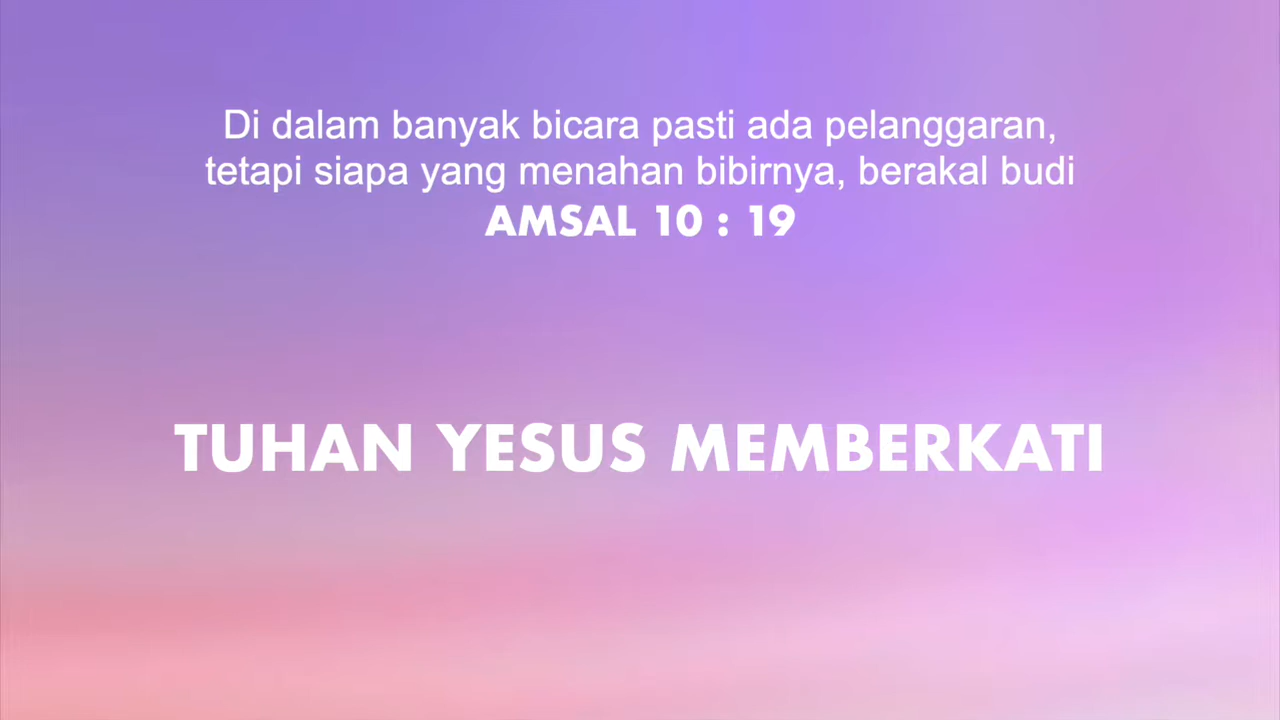 Di dalam banyak bicara pasti ada pelanggaran,
tetapi siapa yang menahan bibirnya, berakal budi
AMSAL 10 : 19
TUHAN YESUS MEMBERKATI